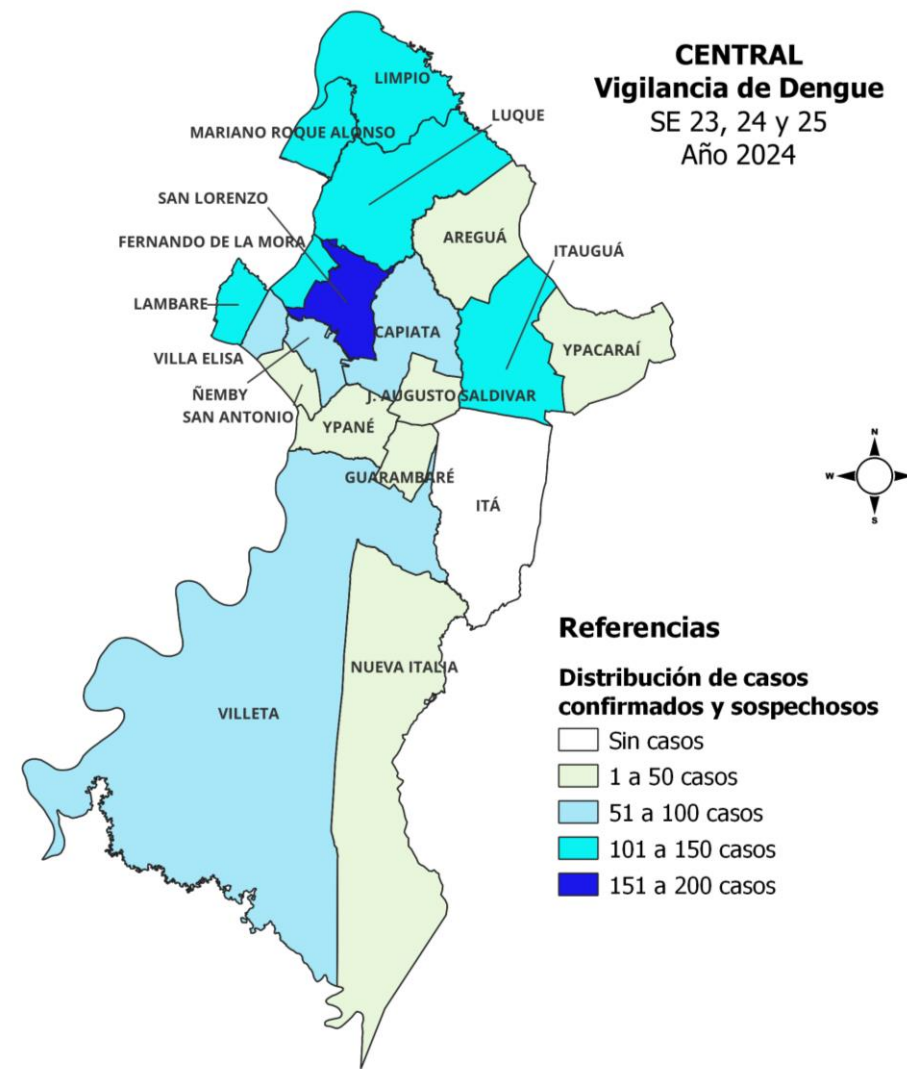 CENTRAL
Vigilancia de Dengue
SE 23, 24 y 25
Año 2024
LIMPIO
LUQUE
MARIANO ROQUE ALONSO
SAN LORENZO
FERNANDO DE LA MORA
AREGUÁ
ITAUGUÁ
LAMBARE
CAPIATA
YPACARAÍ
VILLA ELISA
ÑEMBY
J. AUGUSTO SALDIVAR
SAN ANTONIO
YPANÉ
GUARAMBARÉ
ITÁ
N
W
S
NUEVA ITALIA
VILLETA
Referencias
Distribución de casos
confirmados y sospechosos
Sin casos
1 a 50 casos
51 a 100 casos
101 a 150 casos
151 a 200 casos